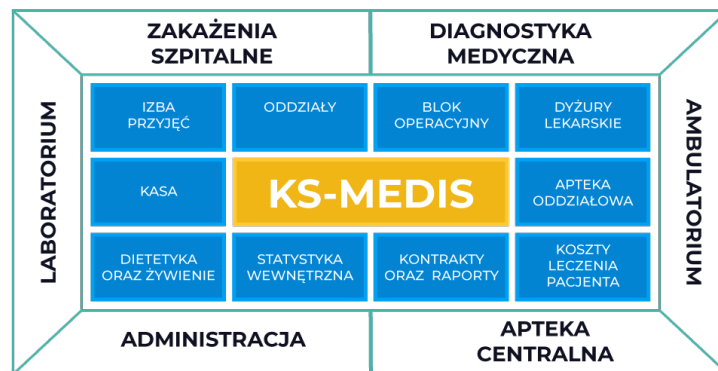 ZAKAŻENIA
SZPITALNE
DIAGNOSTYKA
MEDYCZNA
LABORATORIUM
IZBA
PRZYJĘĆ
ODDZIAŁY
BLOK
OPERACYJNY
DYŻURY
LEKARSKIE
KASA
KS-MEDIS
APTEKA
ODDZIAŁOWA
DIETETYKA
ORAZ ŻYWIENIE
STATYSTYKA
WEWNĘTRZNA
KONTRAKTY
ORAZ RAPORTY
KOSZTY
LECZENIA
PACJENTA
AMBULATORIUM
ADMINISTRACJA
APTEKA
CENTRALNA